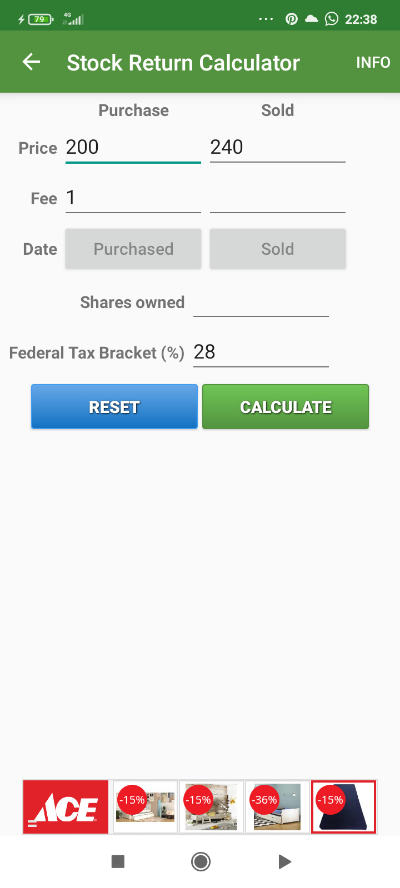 79 4G ... 22:38
Stock Return Calculator INFO
Purchase Sold
Price 200 240
Fee 1
Date Purchased Sold
Shares owned
Federal Tax Bracket (%) 28
RESET CALCULATE
ACE -15% -15% -36% -15%